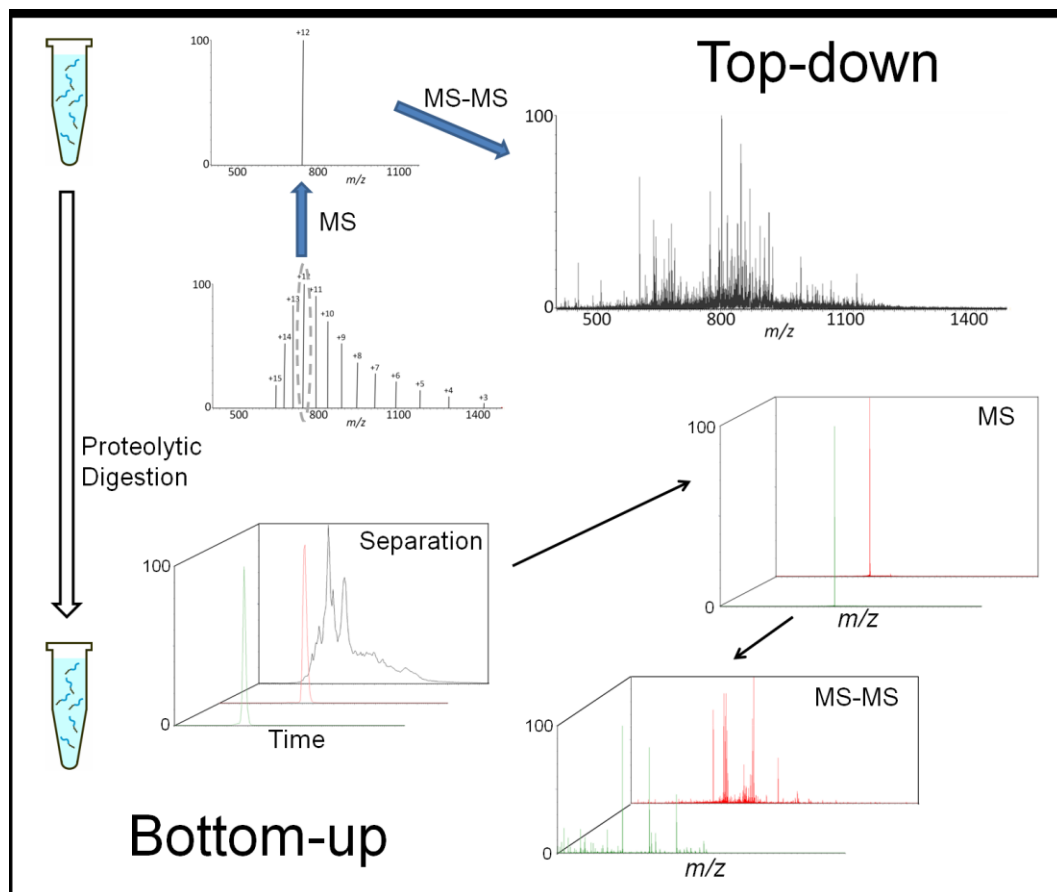 Top-down
100
+12
0
500
800
1100
m/z
MS-MS
100
0
500
800
1100
1400
m/z
MS
100
+15
+14
+13
+12
+11
+10
+9
+8
+7
+6
+5
+4
+3
0
500
800
1100
1400
m/z
Proteolytic
Digestion
Separation
100
0
Time
MS
100
0
m/z
MS-MS
100
0
m/z
Bottom-up